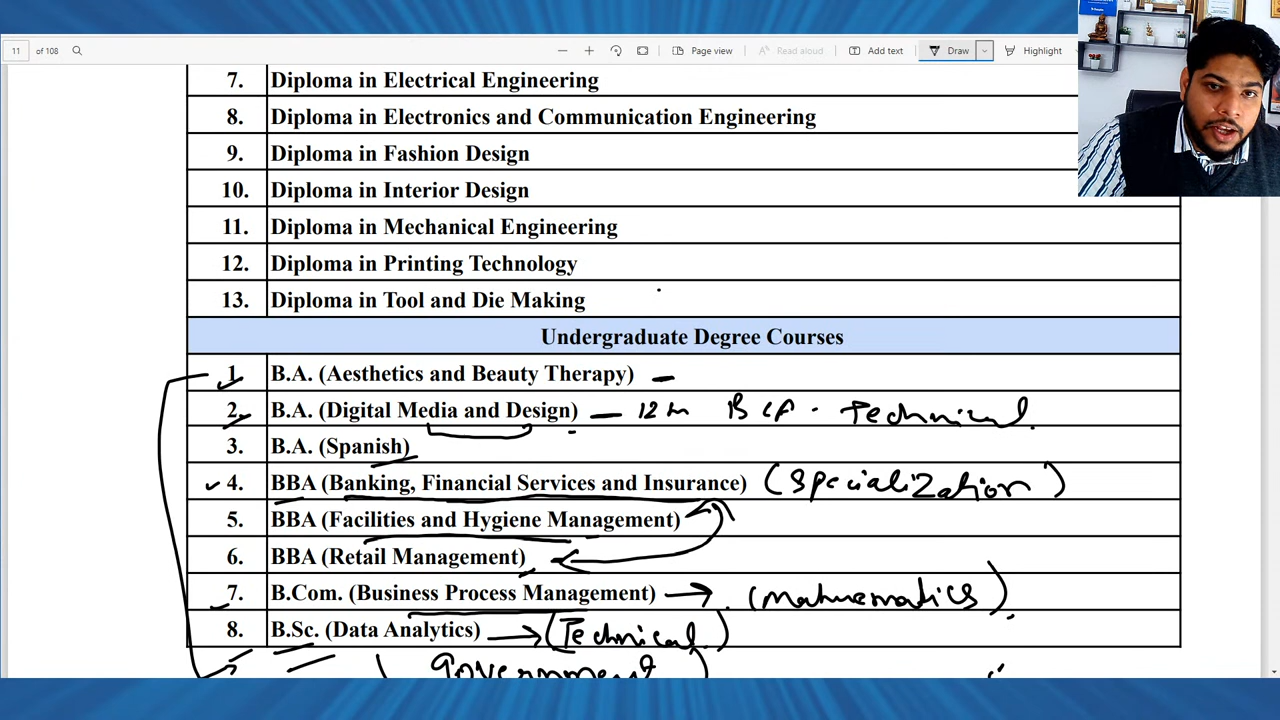 11 of 108 Page view Read aloud Add text Draw Highlight
7. Diploma in Electrical Engineering
8. Diploma in Electronics and Communication Engineering
9. Diploma in Fashion Design
10. Diploma in Interior Design
11. Diploma in Mechanical Engineering
12. Diploma in Printing Technology
13. Diploma in Tool and Die Making
Undergraduate Degree Courses
1. B.A. (Aesthetics and Beauty Therapy)
2. B.A. (Digital Media and Design) — 12th Technical
3. B.A. (Spanish)
4. BBA (Banking, Financial Services and Insurance) (Specialization)
5. BBA (Facilities and Hygiene Management)
6. BBA (Retail Management)
7. B.Com. (Business Process Management) → (Mathematics)
8. B.Sc. (Data Analytics) → (Technical)
(Government)